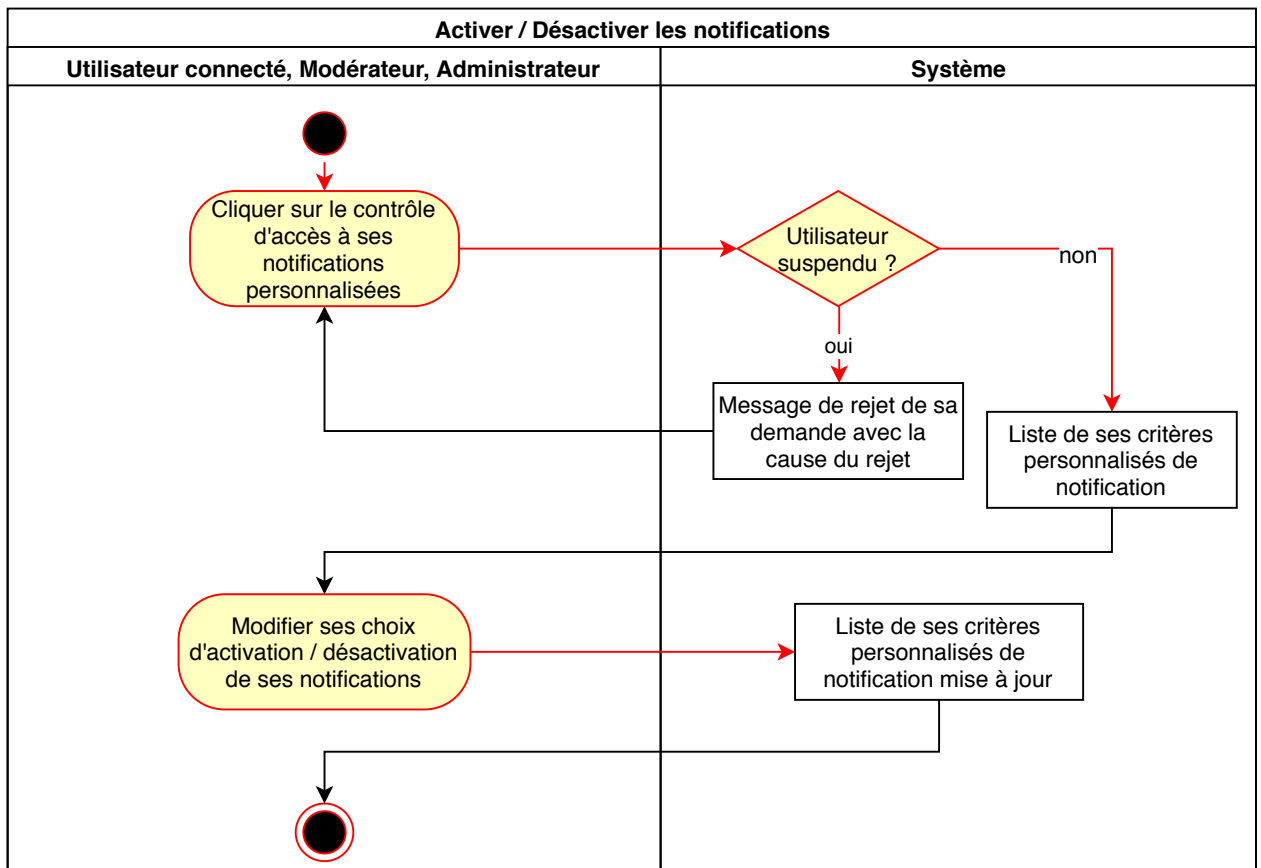 Activer / Désactiver les notifications
Utilisateur connecté, Modérateur, Administrateur
Système
Cliquer sur le contrôle
d'accès à ses
notifications
personnalisées
Utilisateur
suspendu ?
non
oui
Message de rejet de sa
demande avec la
cause du rejet
Liste de ses critères
personnalisés de
notification
Modifier ses choix
d'activation / désactivation
de ses notifications
Liste de ses critères
personnalisés de
notification mise à jour